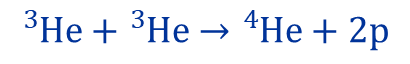 ³He + ³He → ⁴He + 2p